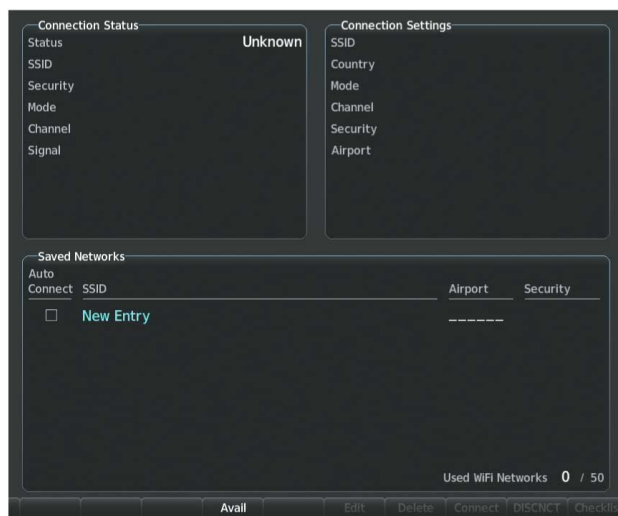 Connection Status
Status Unknown
SSID
Security
Mode
Channel
Signal
Connection Settings
SSID
Country
Mode
Channel
Security
Airport
Saved Networks
Auto
Connect SSID Airport Security
New Entry ______
Used WiFi Networks 0 / 50
Avail Edit Delete Connect DISCNCT Checklis